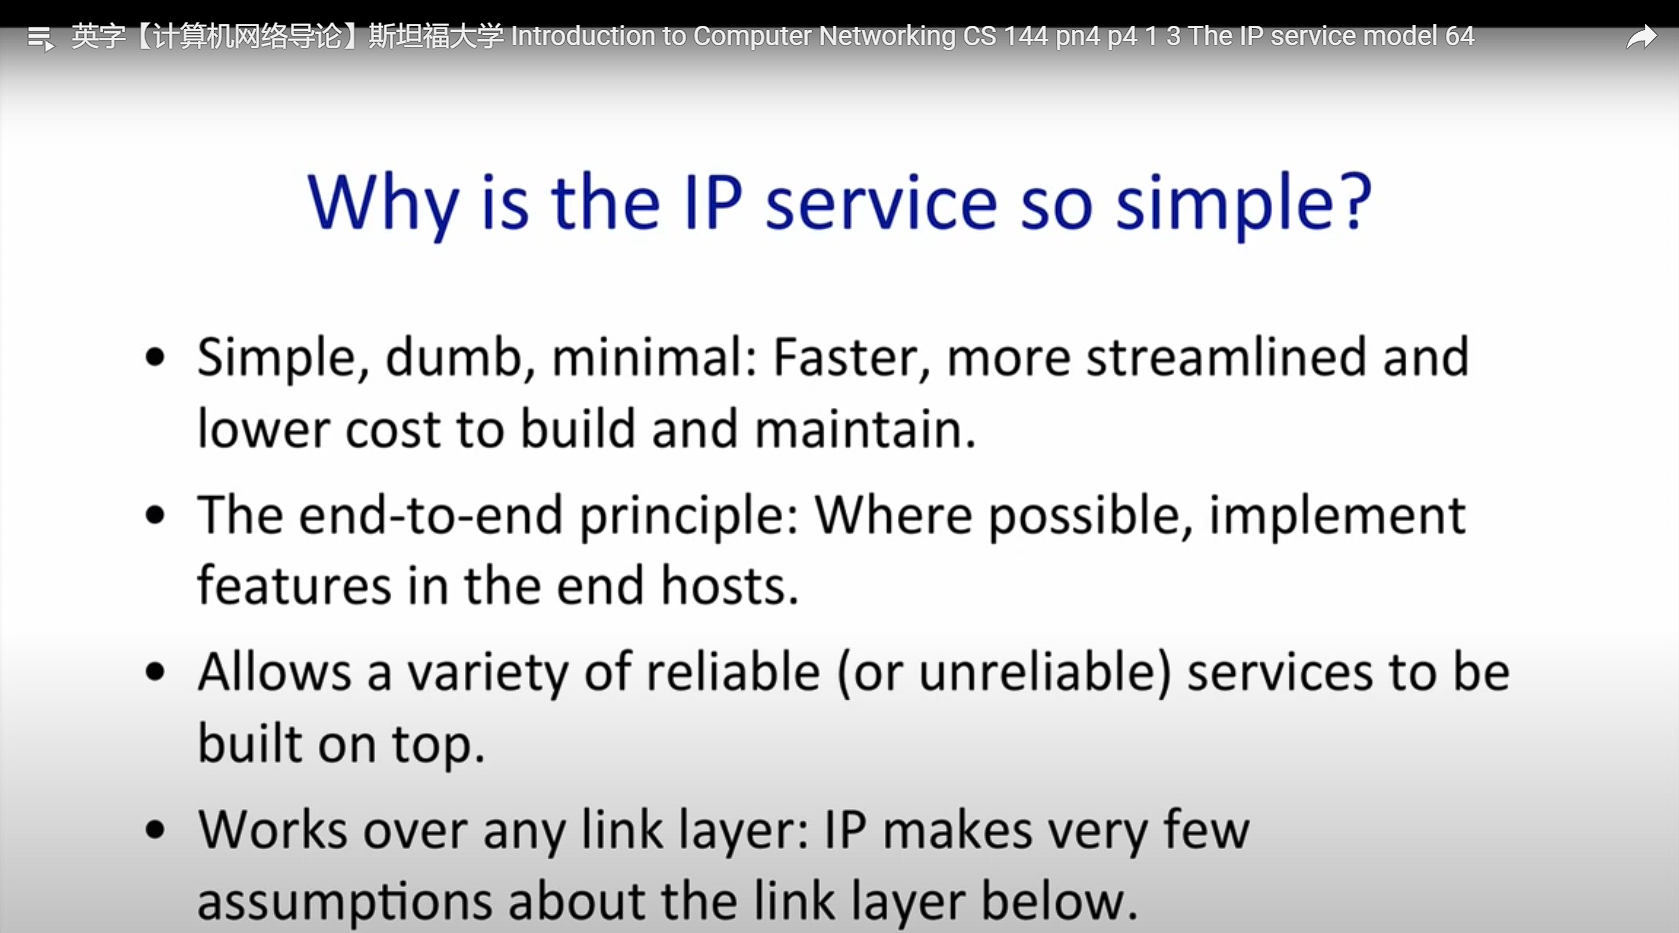 英字【计算机网络导论】斯坦福大学 Introduction to Computer Networking CS 144 pn4 p4 1 3 The IP service model 64
Why is the IP service so simple?
• Simple, dumb, minimal: Faster, more streamlined and
lower cost to build and maintain.
• The end-to-end principle: Where possible, implement
features in the end hosts.
• Allows a variety of reliable (or unreliable) services to be
built on top.
• Works over any link layer: IP makes very few
assumptions about the link layer below.